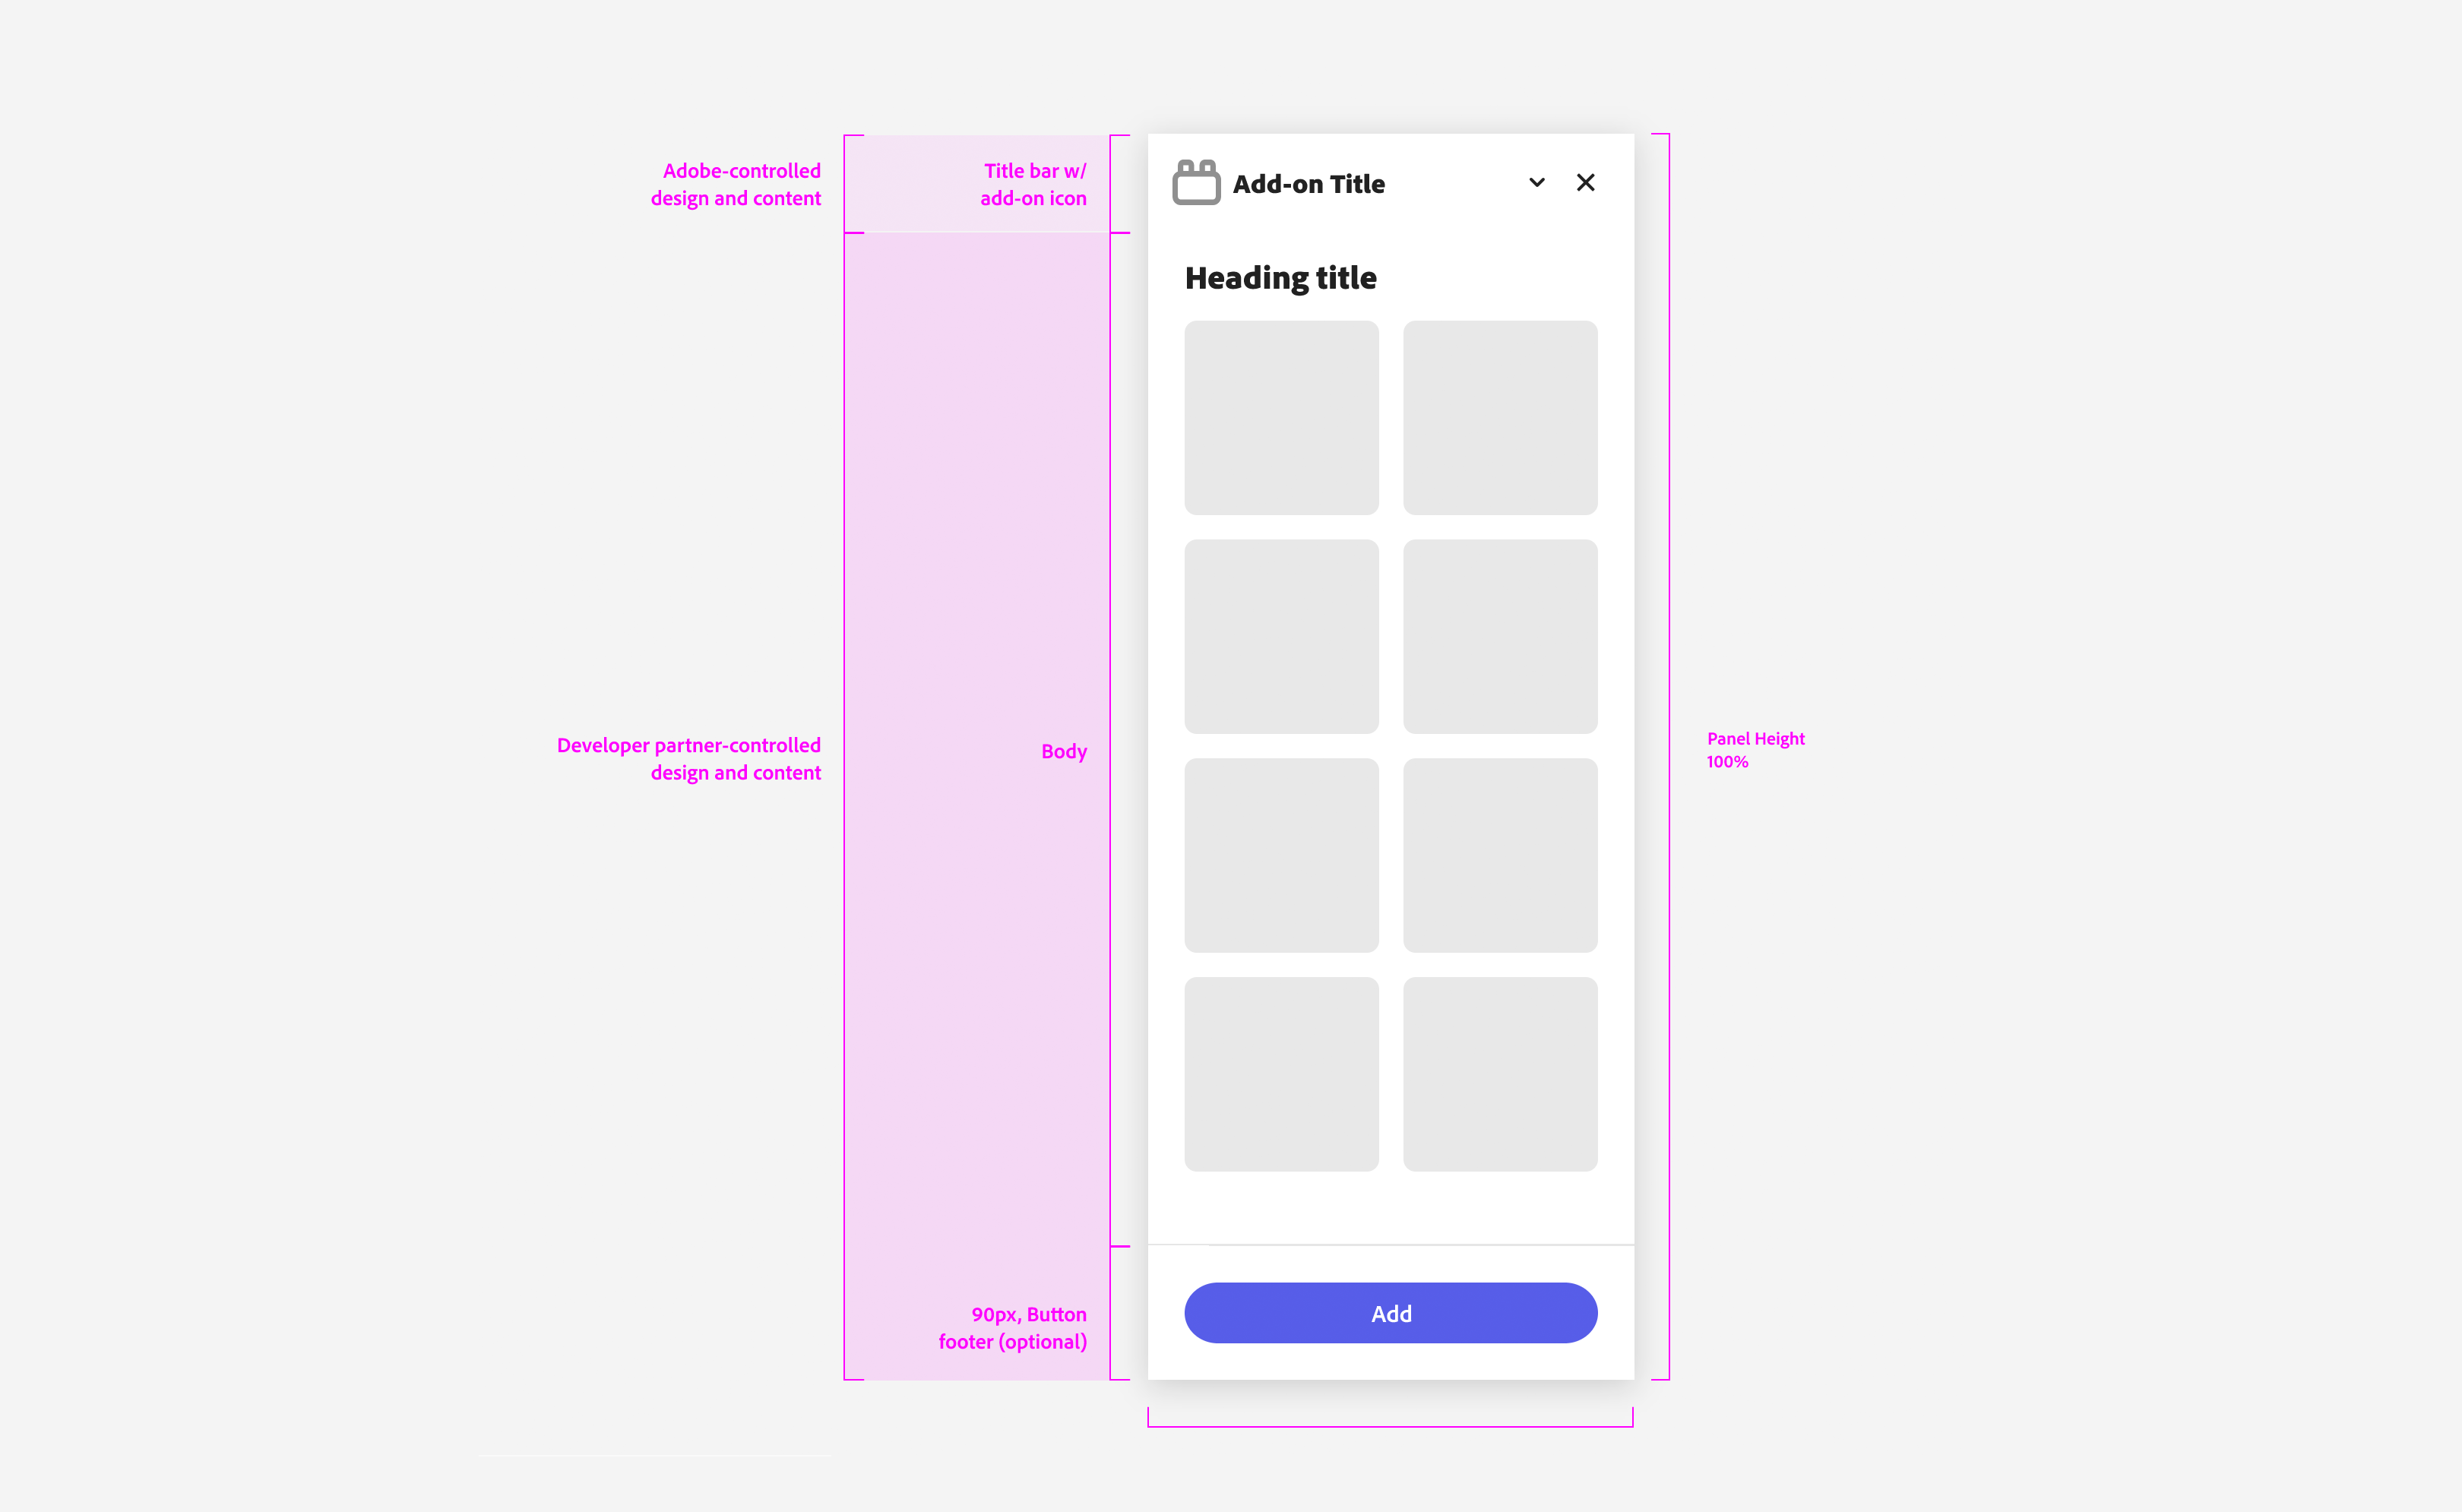 Adobe-controlled
design and content
Title bar w/
add-on icon
Add-on Title
Heading title
Developer partner-controlled
design and content
Body
Panel Height
100%
90px, Button
footer (optional)
Add